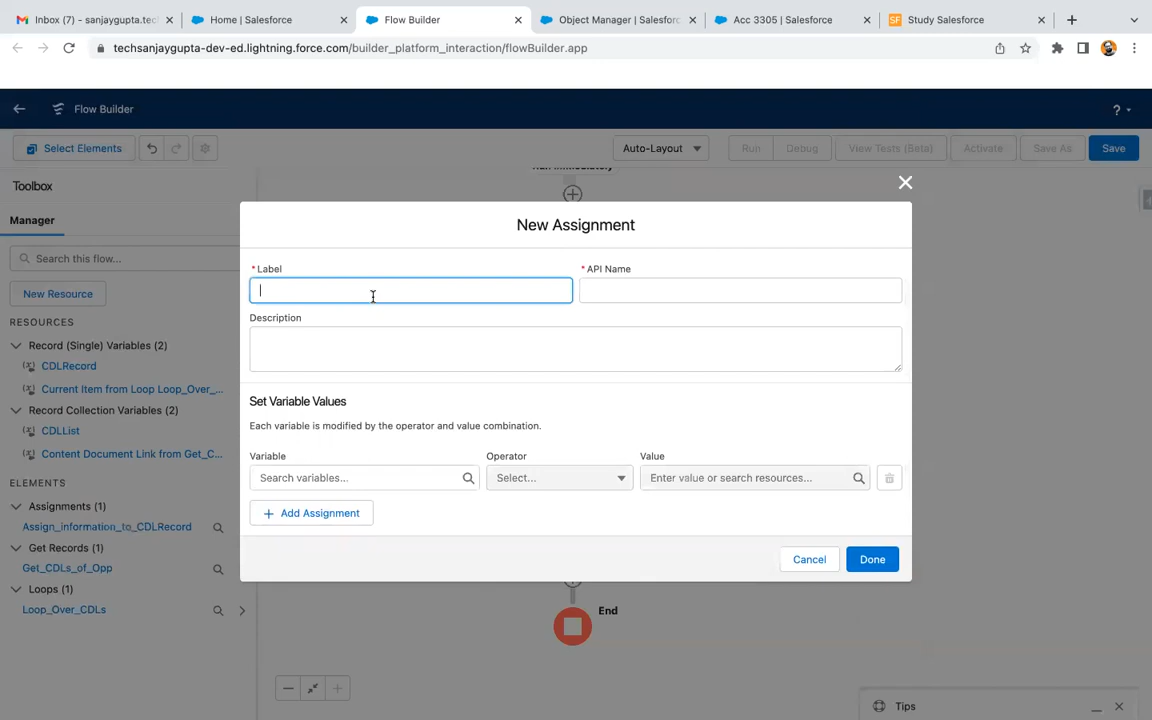 Inbox (7) - sanjaygupta.tec
Home | Salesforce
Flow Builder
Object Manager | Salesforc
Acc 3305 | Salesforce
SF
Study Salesforce
techsanjaygupta-dev-ed.lightning.force.com/builder_platform_interaction/flowBuilder.app
Flow Builder
?
Select Elements
Auto-Layout
Run
Debug
View Tests (Beta)
Activate
Save As
Save
Toolbox
Run Immediately
Manager
New Assignment
Search this flow...
* Label
* API Name
New Resource
Description
RESOURCES
Record (Single) Variables (2)
CDLRecord
Current Item from Loop Loop_Over_...
Record Collection Variables (2)
Set Variable Values
CDLList
Each variable is modified by the operator and value combination.
Content Document Link from Get_C...
Variable
Operator
Value
Search variables...
Select...
Enter value or search resources...
ELEMENTS
Assignments (1)
Add Assignment
Assign_information_to_CDLRecord
Get Records (1)
Cancel
Done
Get_CDLs_of_Opp
Loops (1)
Loop_Over_CDLs
End
Tips